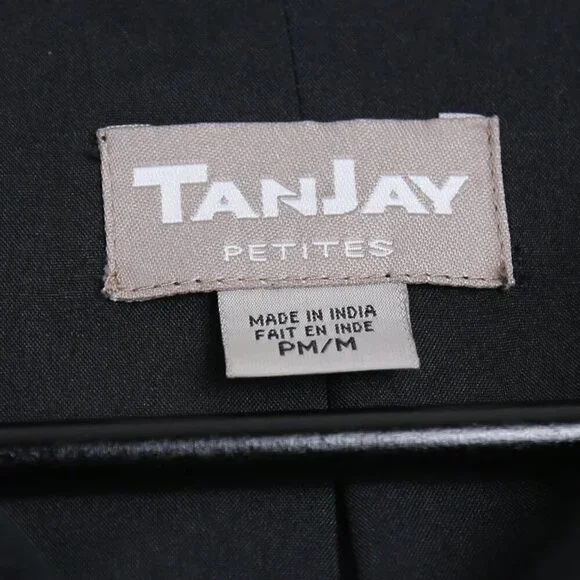 TANJAY
PETITES
MADE IN INDIA
FAIT EN INDE
PM/M